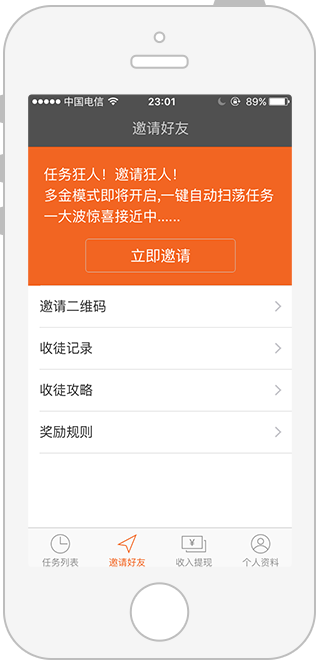 中国电信 23:01 89%
邀请好友
任务狂人！邀请狂人！
多金模式即将开启,一键自动扫荡任务
一大波惊喜接近中......
立即邀请
邀请二维码
收徒记录
收徒攻略
奖励规则
¥
任务列表 邀请好友 收入提现 个人资料